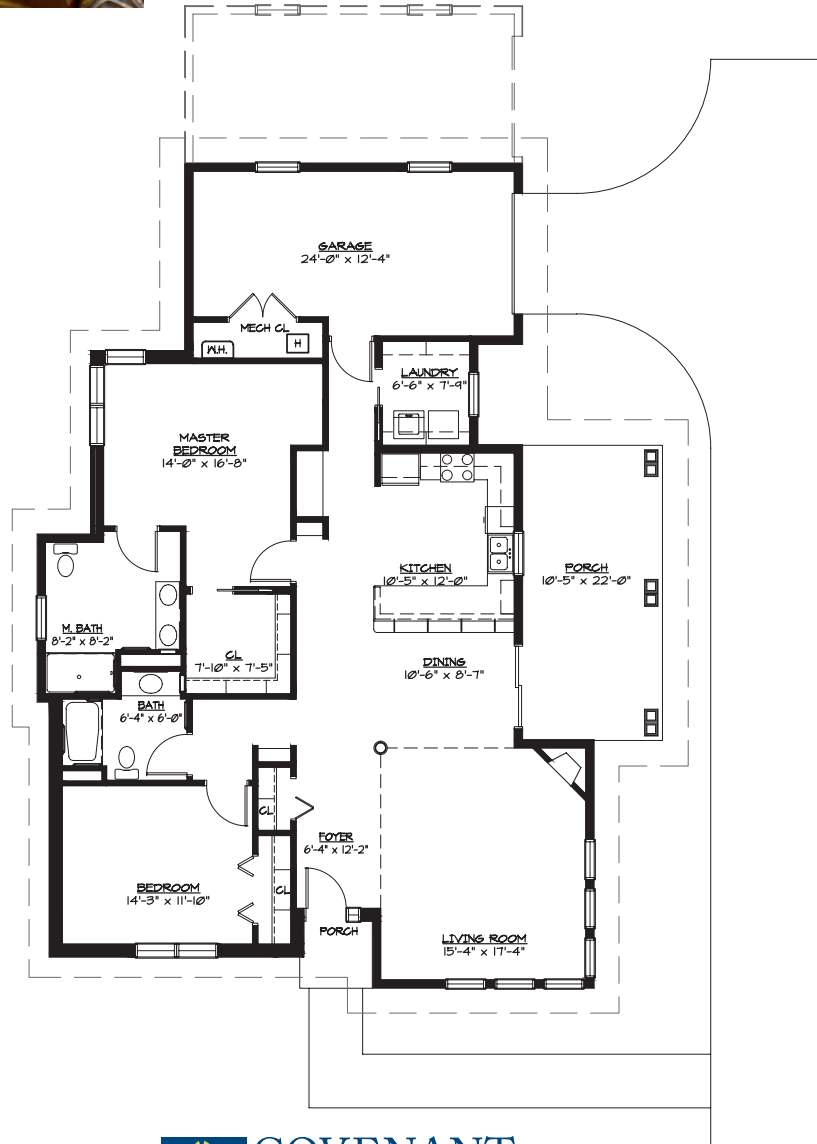 GARAGE
24'-0" x 12'-4"
MECH CL
W.H.
H
LAUNDRY
6'-6" x 7'-9"
MASTER
BEDROOM
14'-0" x 16'-8"
KITCHEN
10'-5" x 12'-0"
PORCH
10'-5" x 22'-0"
M. BATH
8'-2" x 8'-2"
CL
7'-10" x 7'-5"
DINING
10'-6" x 8'-7"
BATH
6'-4" x 6'-0"
CL
FOYER
6'-4" x 12'-2"
BEDROOM
14'-3" x 11'-10"
CL
PORCH
LIVING ROOM
15'-4" x 17'-4"
COVENANT